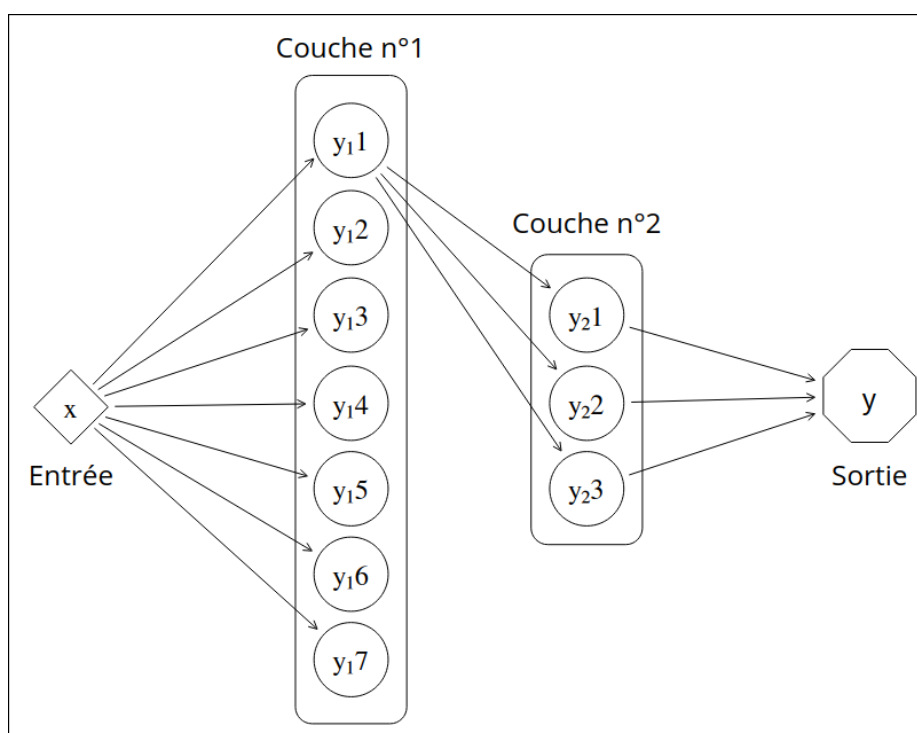 Couche n°1
y₁1
y₁2
y₁3
y₁4
y₁5
y₁6
y₁7
Couche n°2
y₂1
y₂2
y₂3
x
Entrée
y
Sortie